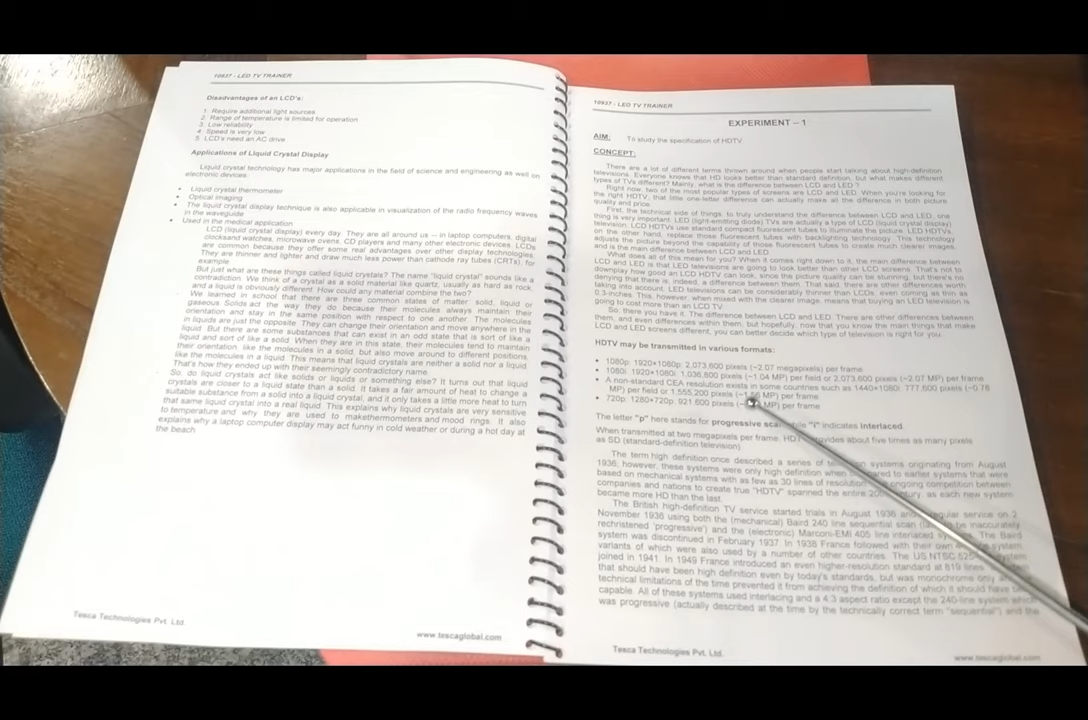 10937 - LED TV TRAINER
Disadvantages of an LCD's:
1. Require additional light sources
2. Range of temperature is limited for operation
3. Low reliability
4. Speed is very low
5. LCD's need an AC drive
Applications of Liquid Crystal Display
Liquid crystal technology has major applications in the field of science and engineering as well on
electronic devices.
• Liquid crystal thermometer
• Optical imaging
• The liquid crystal display technique is also applicable in visualization of the radio frequency waves
in the waveguide
• Used in the medical application
LCD (liquid crystal display) every day. They are all around us -- in laptop computers, digital
clocksand watches, microwave ovens, CD players and many other electronic devices. LCDs
are common because they offer some real advantages over other display technologies.
They are thinner and lighter and draw much less power than cathode ray tubes (CRTs), for
example.
But just what are these things called liquid crystals? The name "liquid crystal" sounds like a
contradiction. We think of a crystal as a solid material like quartz, usually as hard as rock,
and a liquid is obviously different. How could any material combine the two?
We learned in school that there are three common states of matter: solid, liquid or
gaseous. Solids act the way they do because their molecules always maintain their
orientation and stay in the same position with respect to one another. The molecules
in liquids are just the opposite: They can change their orientation and move anywhere in the
liquid. But there are some substances that can exist in an odd state that is sort of like a
liquid and sort of like a solid. When they are in this state, their molecules tend to maintain
their orientation, like the molecules in a solid, but also move around to different positions,
like the molecules in a liquid. This means that liquid crystals are neither a solid nor a liquid.
That's how they ended up with their seemingly contradictory name.
So, do liquid crystals act like solids or liquids or something else? It turns out that liquid
crystals are closer to a liquid state than a solid. It takes a fair amount of heat to change a
suitable substance from a solid into a liquid crystal, and it only takes a little more heat to turn
that same liquid crystal into a real liquid. This explains why liquid crystals are very sensitive
to temperature and why they are used to makethermometers and mood rings. It also
explains why a laptop computer display may act funny in cold weather or during a hot day at
the beach.
Tesca Technologies Pvt. Ltd.
www.tescaglobal.com
10937 - LED TV TRAINER
EXPERIMENT – 1
AIM: To study the specification of HDTV
CONCEPT:
There are a lot of different terms thrown around when people start talking about high-definition
televisions. Everyone knows that HD looks better than standard definition, but what makes different
types of TVs different? Mainly, what is the difference between LCD and LED?
Right now, two of the most popular types of screens are LCD and LED. When you're looking for
the right HDTV, that little one-letter difference can actually make all the difference in both picture
quality and price.
First, the technical side of things: to truly understand the difference between LCD and LED, one
thing is very important: LED (light-emitting diode) TVs are actually a type of LCD (liquid crystal display)
television. LCD HDTVs use standard compact fluorescent tubes to illuminate the picture. LED HDTVs,
on the other hand, replace those fluorescent tubes with backlighting technology. This technology
adjusts the picture beyond the capability of those fluorescent tubes to create much clearer images,
and is the main difference between LCD and LED.
What does all of this mean for you? When it comes right down to it, the main difference between
LCD and LED is that LED televisions are going to look better than other LCD screens. That's not to
downplay how good an LCD HDTV can look, since the picture quality can be stunning, but there's no
denying that there is, indeed, a difference between them. That said, there are other differences worth
taking into account. LED televisions can be considerably thinner than LCDs, even coming as thin as
0.3-inches. This, however, when mixed with the clearer image, means that buying an LED television is
going to cost more than an LCD TV.
So, there you have it. The difference between LCD and LED. There are other differences between
them, and even differences within them, but hopefully, now that you know the main things that make
LCD and LED screens different, you can better decide which type of television is right for you.
HDTV may be transmitted in various formats:
• 1080p: 1920×1080p: 2,073,600 pixels (~2.07 megapixels) per frame
• 1080i: 1920×1080i: 1,036,800 pixels (~1.04 MP) per field or 2,073,600 pixels (~2.07 MP) per frame
• A non-standard CEA resolution exists in some countries such as 1440×1080i: 777,600 pixels (~0.78
MP) per field or 1,555,200 pixels (~1.56 MP) per frame
• 720p: 1280×720p: 921,600 pixels MP) per frame
The letter "p" here stands for progressive "i" indicates interlaced.
When transmitted at two megapixels per frame, about five times as many pixels
as SD (standard-definition television)
The term high definition once described a series of systems originating from August
1936; however, these systems were only high definition when to earlier systems that were
based on mechanical systems with as few as 30 lines of ongoing competition between
companies and nations to create true "HDTV" spanned the entire as each new system
became more HD than the last.
The British high-definition TV service started trials in August 1936 service on 2
November 1936 using both the (mechanical) Baird 240 line sequential scan be inaccurately
rechristened 'progressive') and the (electronic) Marconi-EMI 405 line interlaced The Baird
system was discontinued in February 1937. In 1938 France followed with their own system,
variants of which were also used by a number of other countries. The US NTSC system
joined in 1941. In 1949 France introduced an even higher-resolution standard at 819 lines,
that should have been high definition even by today's standards, but was monochrome only
technical limitations of the time prevented it from achieving the definition of which it should have
capable. All of these systems used interlacing and a 4:3 aspect ratio except the 240-line system which
was progressive (actually described at the time by the technically correct term "sequential") and the
Tesca Technologies Pvt. Ltd.
www.tescaglobal.com